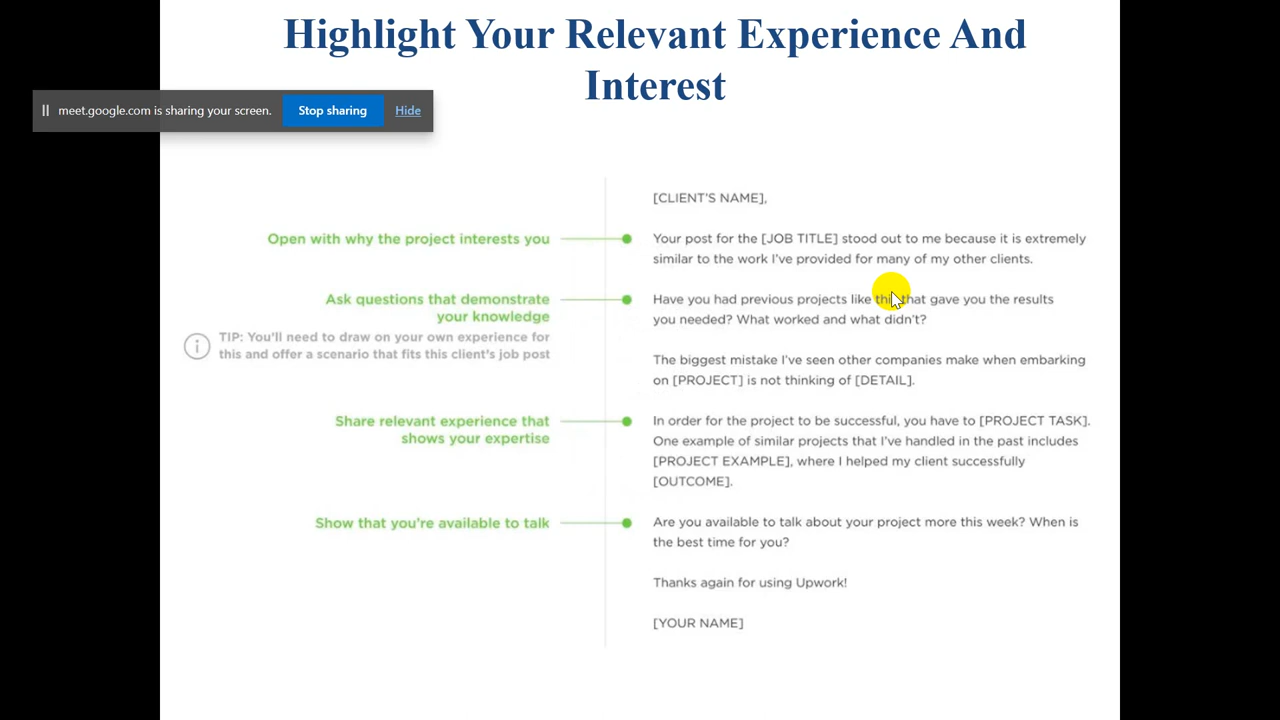 Highlight Your Relevant Experience And
Interest
meet.google.com is sharing your screen.
Stop sharing
Hide
[CLIENT'S NAME],
Open with why the project interests you
Your post for the [JOB TITLE] stood out to me because it is extremely
similar to the work I've provided for many of my other clients.
Ask questions that demonstrate
your knowledge
TIP: You'll need to draw on your own experience for
this and offer a scenario that fits this client's job post
Have you had previous projects like this that gave you the results
you needed? What worked and what didn't?
The biggest mistake I've seen other companies make when embarking
on [PROJECT] is not thinking of [DETAIL].
Share relevant experience that
shows your expertise
In order for the project to be successful, you have to [PROJECT TASK].
One example of similar projects that I've handled in the past includes
[PROJECT EXAMPLE], where I helped my client successfully
[OUTCOME].
Show that you're available to talk
Are you available to talk about your project more this week? When is
the best time for you?
Thanks again for using Upwork!
[YOUR NAME]